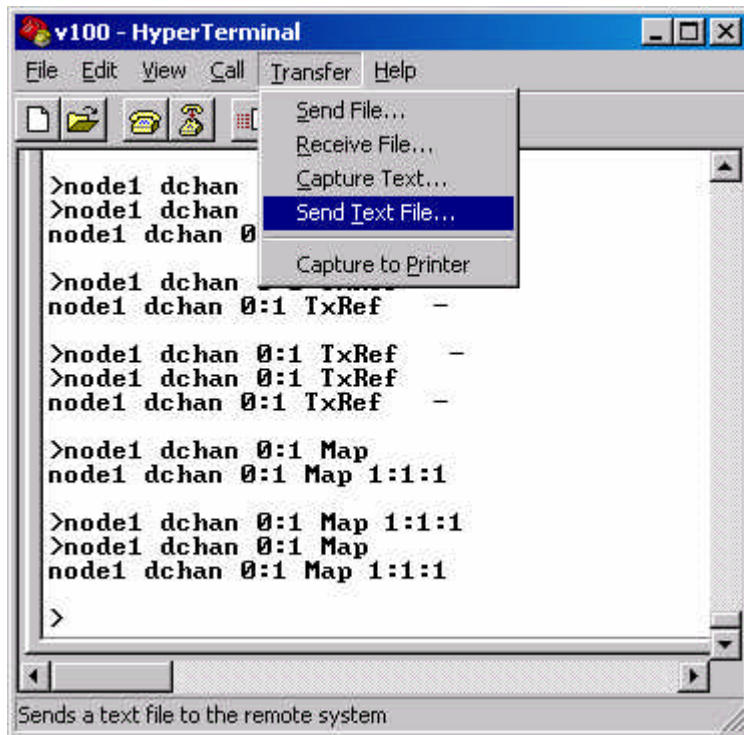 v100 - HyperTerminal
File Edit View Call Transfer Help
Send File...
Receive File...
Capture Text...
Send Text File...
Capture to Printer
>node1 dchan
>node1 dchan
node1 dchan 0
>node1 dchan
node1 dchan 0:1 TxRef -
>node1 dchan 0:1 TxRef -
>node1 dchan 0:1 TxRef
node1 dchan 0:1 TxRef -
>node1 dchan 0:1 Map
node1 dchan 0:1 Map 1:1:1
>node1 dchan 0:1 Map 1:1:1
>node1 dchan 0:1 Map
node1 dchan 0:1 Map 1:1:1
>
Sends a text file to the remote system